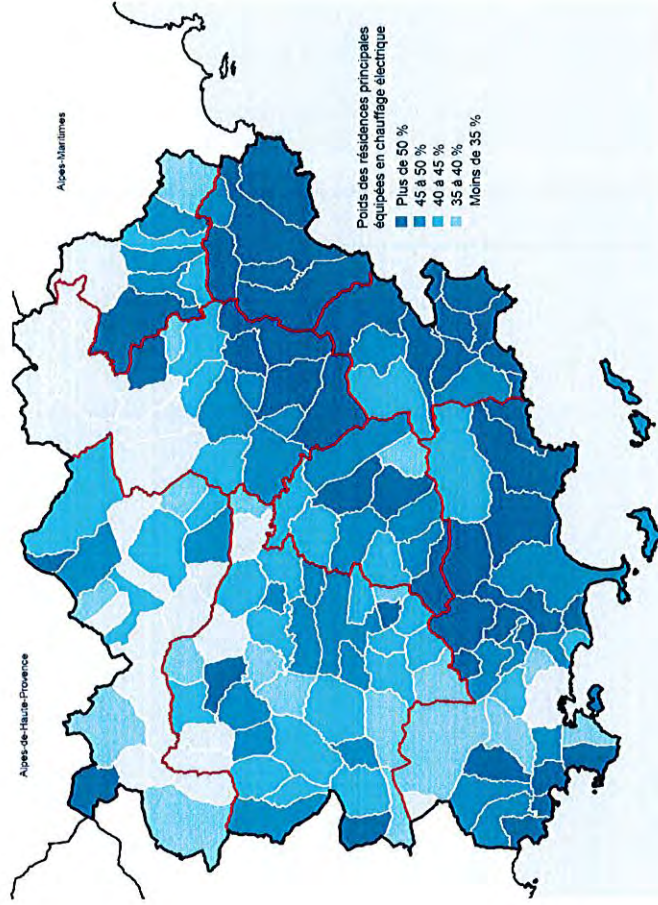 Alpes-de-Haute-Provence
Alpes-Maritimes
Poids des résidences principales
équipées en chauffage électrique
Plus de 50 %
45 à 50 %
40 à 45 %
35 à 40 %
Moins de 35 %